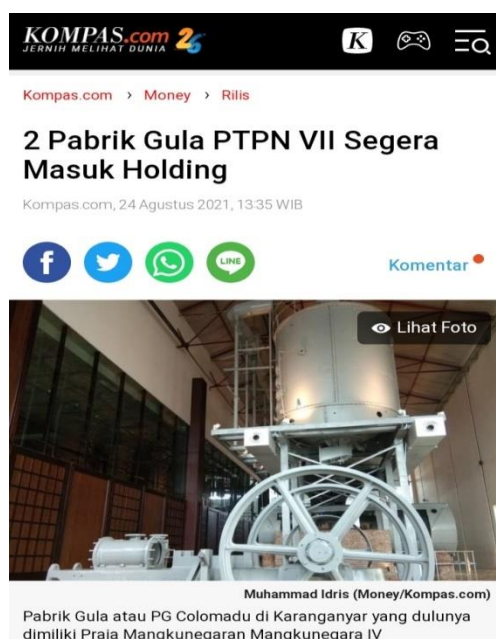 KOMPAS.com 26
JERNIH MELIHAT DUNIA
K
Kompas.com > Money > Rilis
2 Pabrik Gula PTPN VII Segera
Masuk Holding
Kompas.com, 24 Agustus 2021, 13:35 WIB
f LINE Komentar
Lihat Foto
Muhammad Idris (Money/Kompas.com)
Pabrik Gula atau PG Colomadu di Karanganyar yang dulunya
dimiliki Praja Mangkunegaran Mangkunegara IV